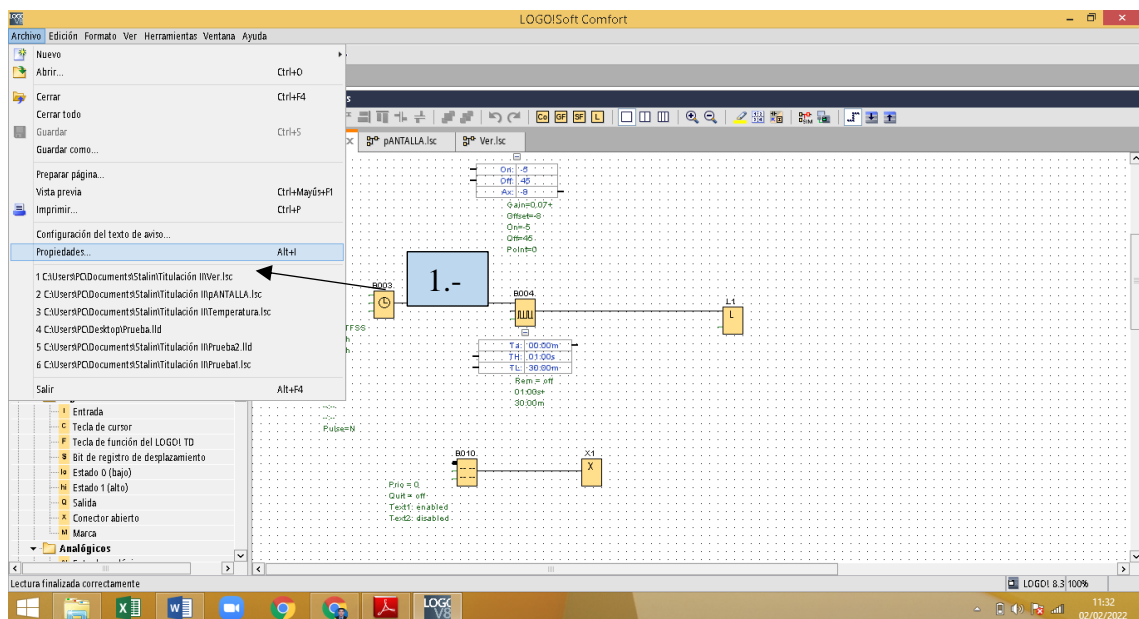 LOGO!Soft Comfort
Archivo Edición Formato Ver Herramientas Ventana Ayuda
Nuevo
Abrir... Ctrl+O
Cerrar Ctrl+F4
Cerrar todo
Guardar Ctrl+S
Guardar como...
Preparar página...
Vista previa Ctrl+Mayús+F1
Imprimir... Ctrl+P
Configuración del texto de aviso...
Propiedades... Alt+I
1 C:\Users\PC\Documents\Stalin\Titulación II\Ver.lsc
2 C:\Users\PC\Documents\Stalin\Titulación II\pANTALLA.lsc
3 C:\Users\PC\Documents\Stalin\Titulación II\Temperatura.lsc
4 C:\Users\PC\Desktop\Prueba.lld
5 C:\Users\PC\Documents\Stalin\Titulación II\Prueba2.lld
6 C:\Users\PC\Documents\Stalin\Titulación II\Prueba1.lsc
Salir Alt+F4
Entrada
Tecla de cursor
Tecla de función del LOGO! TD
Bit de registro de desplazamiento
Estado 0 (bajo)
Estado 1 (alto)
Salida
Conector abierto
Marca
Analógicos
Co GF SF L
pANTALLA.lsc Ver.lsc
On: -5
Off: 45
Ax: -8
Gain=0.07+
Offset=-8
On=-5
Off=45
Point=0
1.-
B003
B004
L1
L
Ta: 00:00m
TH: 01:00s
TL: 30:00m
Rem = off
01:00s+
30:00m
Pulse=N
B010
X1
X
Prio = 0
Quit = off
Text1: enabled
Text2: disabled
Lectura finalizada correctamente
LOGO! 8.3 100%
11:32
02/02/2022